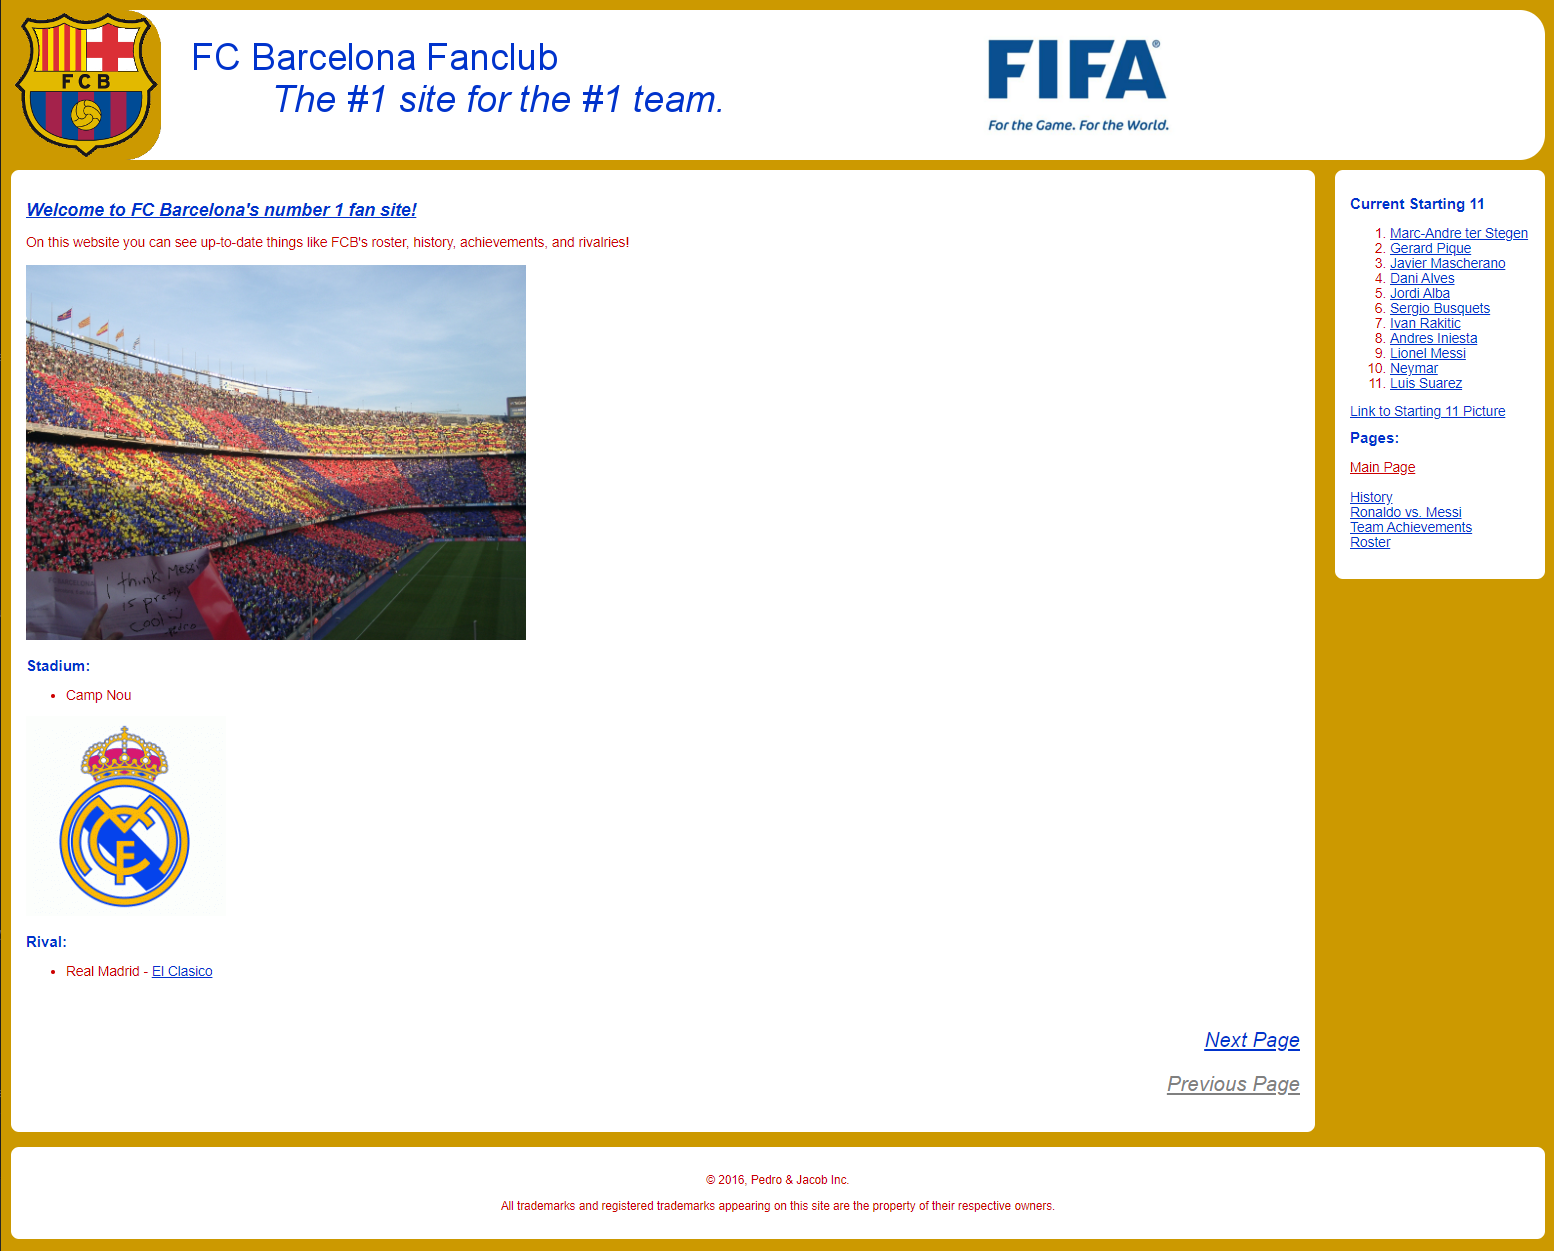 FCB
FC Barcelona Fanclub
The #1 site for the #1 team.
FIFA®
For the Game. For the World.
Welcome to FC Barcelona's number 1 fan site!
On this website you can see up-to-date things like FCB's roster, history, achievements, and rivalries!
i think Messi
is pretty
cool
Stadium:
• Camp Nou
Rival:
• Real Madrid - El Clasico
Next Page
Previous Page
Current Starting 11
1. Marc-Andre ter Stegen
2. Gerard Pique
3. Javier Mascherano
4. Dani Alves
5. Jordi Alba
6. Sergio Busquets
7. Ivan Rakitic
8. Andres Iniesta
9. Lionel Messi
10. Neymar
11. Luis Suarez
Link to Starting 11 Picture
Pages:
Main Page
History
Ronaldo vs. Messi
Team Achievements
Roster
© 2016, Pedro & Jacob Inc.
All trademarks and registered trademarks appearing on this site are the property of their respective owners.